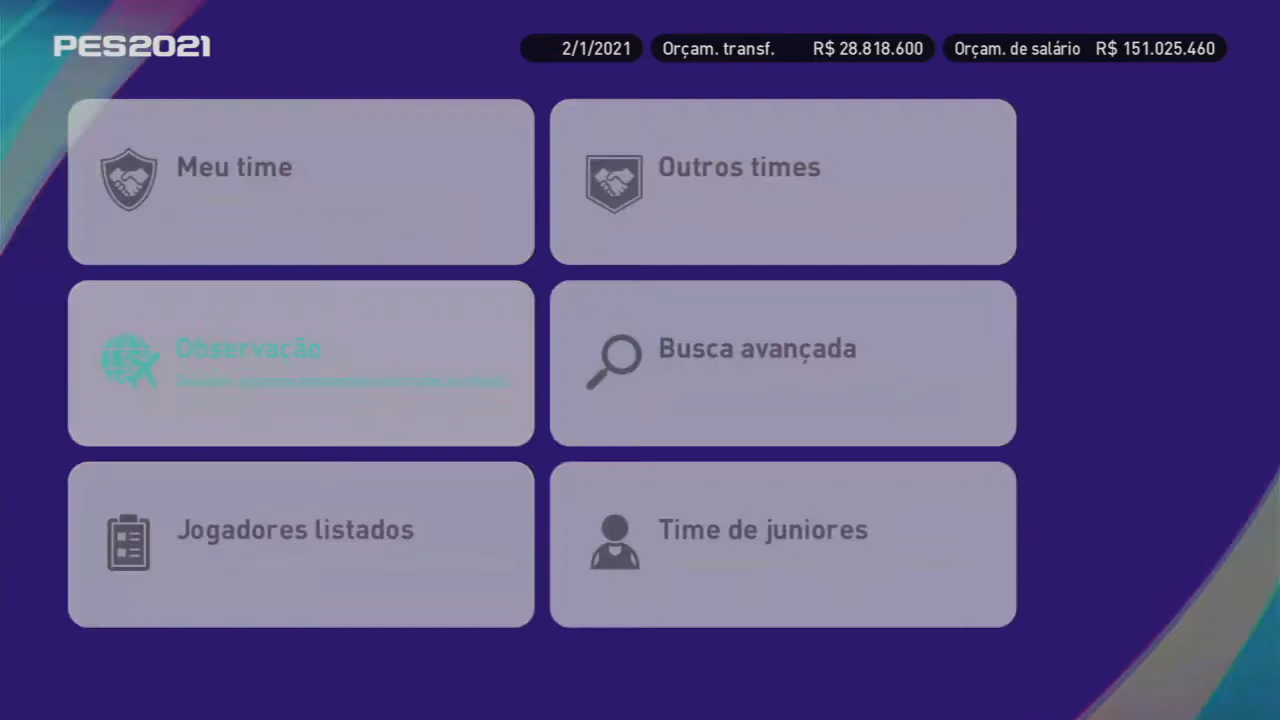 PES2021
2/1/2021
Orçam. transf. R$ 28.818.600
Orçam. de salário R$ 151.025.460
Meu time
Outros times
Observação
Busca avançada
Jogadores listados
Time de juniores